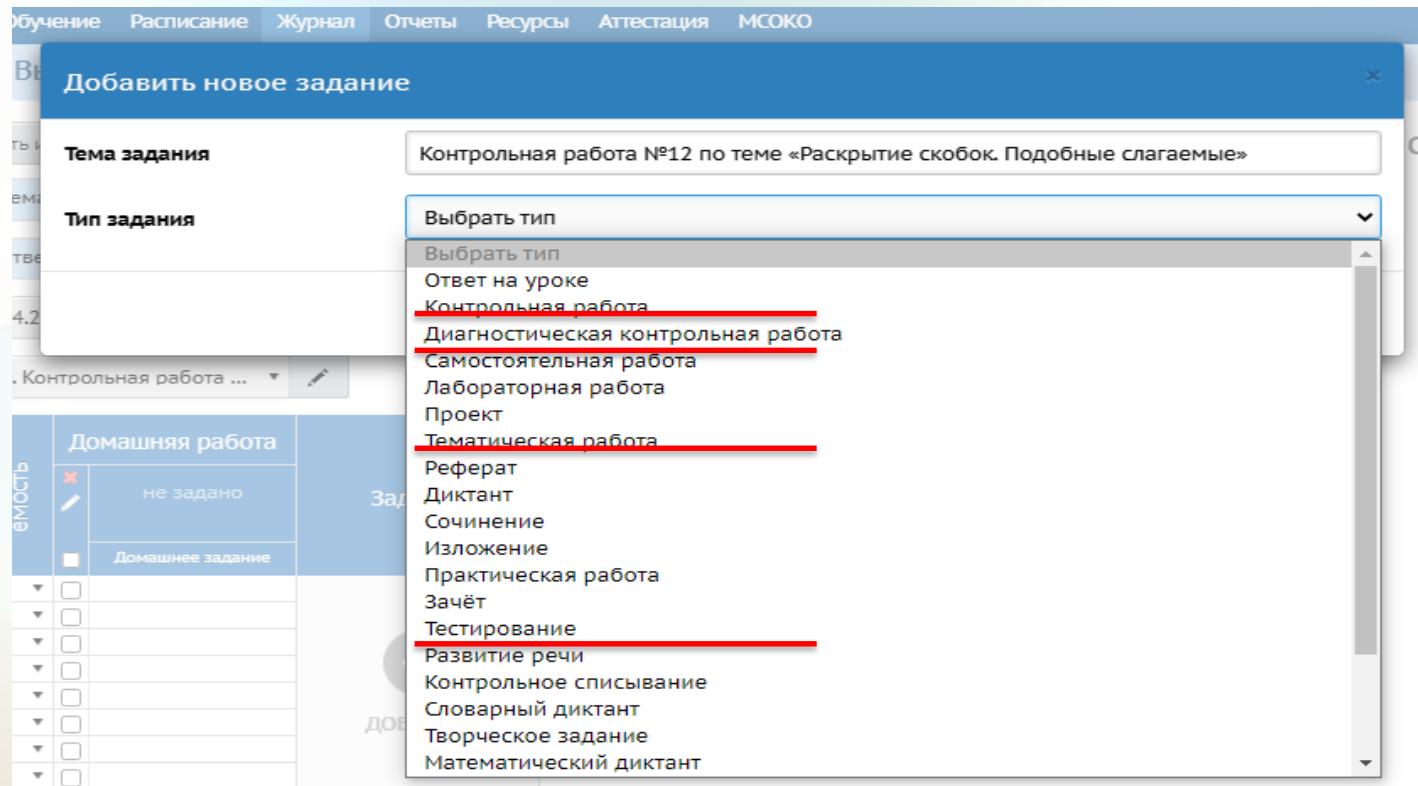 Обучение Расписание Журнал Отчеты Ресурсы Аттестация МСОКО
Добавить новое задание
Тема задания
Контрольная работа №12 по теме «Раскрытие скобок. Подобные слагаемые»
Тип задания
Выбрать тип
Выбрать тип
Ответ на уроке
Контрольная работа
Диагностическая контрольная работа
Самостоятельная работа
Лабораторная работа
Проект
Тематическая работа
Реферат
Диктант
Сочинение
Изложение
Практическая работа
Зачёт
Тестирование
Развитие речи
Контрольное списывание
Словарный диктант
Творческое задание
Математический диктант
. Контрольная работа ...
Домашняя работа
не задано
Домашнее задание